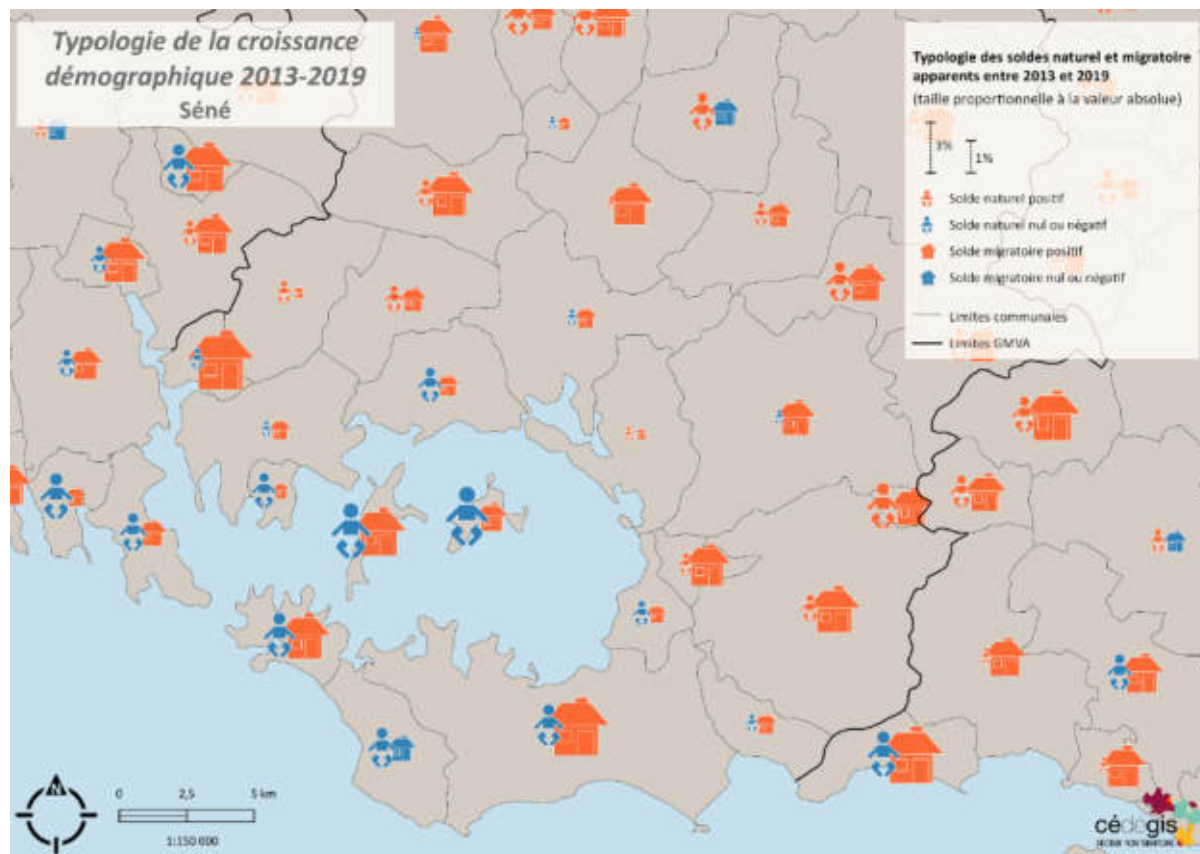 Typologie de la croissance
démographique 2013-2019
Séné
Typologie des soldes naturel et migratoire
apparents entre 2013 et 2019
(taille proportionnelle à la valeur absolue)
3%
1%
Solde naturel positif
Solde naturel nul ou négatif
Solde migratoire positif
Solde migratoire nul ou négatif
Limites communales
Limites GMVA
N
0 2,5 5 km
1:150 000
cédegis